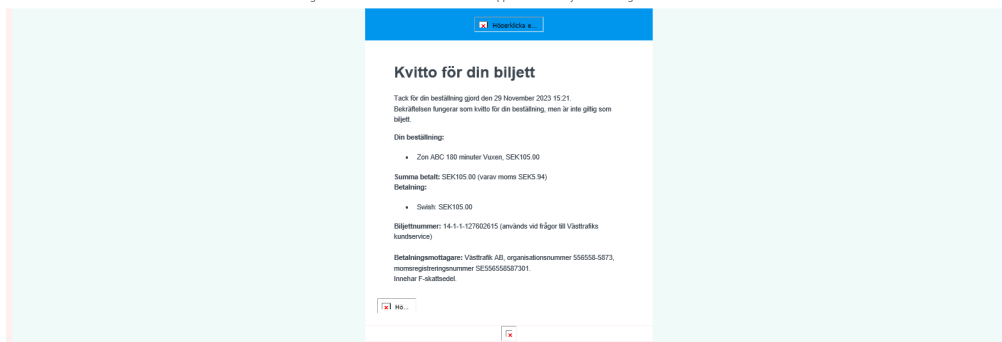 Högerklicka e...
Kvitto för din biljett
Tack för din beställning gjord den 29 November 2023 15:21.
Bekräftelsen fungerar som kvitto för din beställning, men är inte giltig som
biljett.
Din beställning:
• Zon ABC 180 minuter Vuxen, SEK105.00
Summa betalt: SEK105.00 (varav moms SEK5.94)
Betalning:
• Swish: SEK105.00
Biljettnummer: 14-1-1-127602615 (används vid frågor till Västtrafiks
kundservice)
Betalningsmottagare: Västtrafik AB, organisationsnummer 556558-5873,
momsregistreringsnummer SE556558587301.
Innehar F-skattsedel.
Hö...